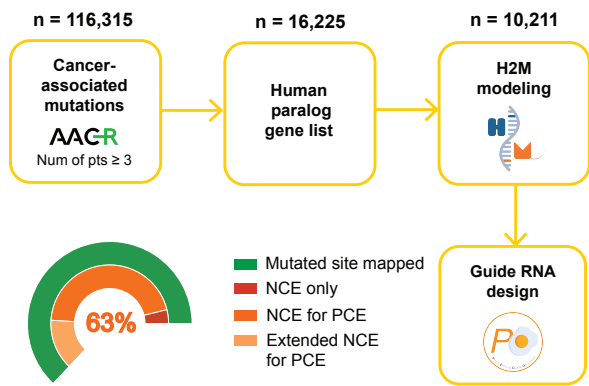 n = 116,315
n = 16,225
n = 10,211
Cancer-
associated
mutations
AACR
Num of pts ≥ 3
Human
paralog
gene list
H2M
modeling
H
M
Guide RNA
design
P
63%
Mutated site mapped
NCE only
NCE for PCE
Extended NCE
for PCE